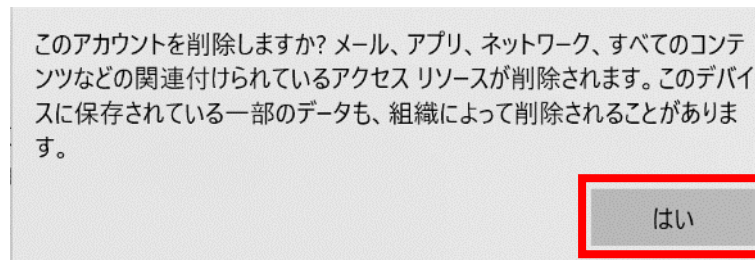 このアカウントを削除しますか? メール、アプリ、ネットワーク、すべてのコンテ
ンツなどの関連付けられているアクセス リソースが削除されます。このデバイ
スに保存されている一部のデータも、組織によって削除されることがありま
す。
はい